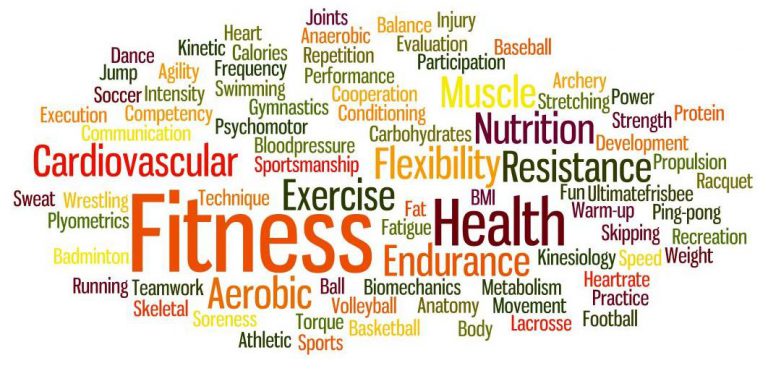 Joints
Heart Anaerobic Balance Injury
Dance Kinetic Calories Repetition Evaluation Baseball
Jump Agility Frequency Performance Participation
Soccer Intensity Swimming Cooperation Muscle Archery
Execution Competency Gymnastics Conditioning Stretching Power
Communication Psychomotor Carbohydrates Nutrition Strength Protein
Bloodpressure Development
Cardiovascular Sportsmanship Flexibility Resistance Propulsion
Racquet
Sweat Wrestling Technique Exercise Fat BMI Fun Ultimatefrisbee
Plyometrics Fitness Fatigue Health Warm-up Ping-pong
Skipping Recreation
Badminton Endurance Kinesiology Speed Weight
Running Teamwork Aerobic Ball Biomechanics Metabolism Heartrate
Skeletal Volleyball Anatomy Movement Practice
Soreness Torque Basketball Body Lacrosse Football
Athletic Sports